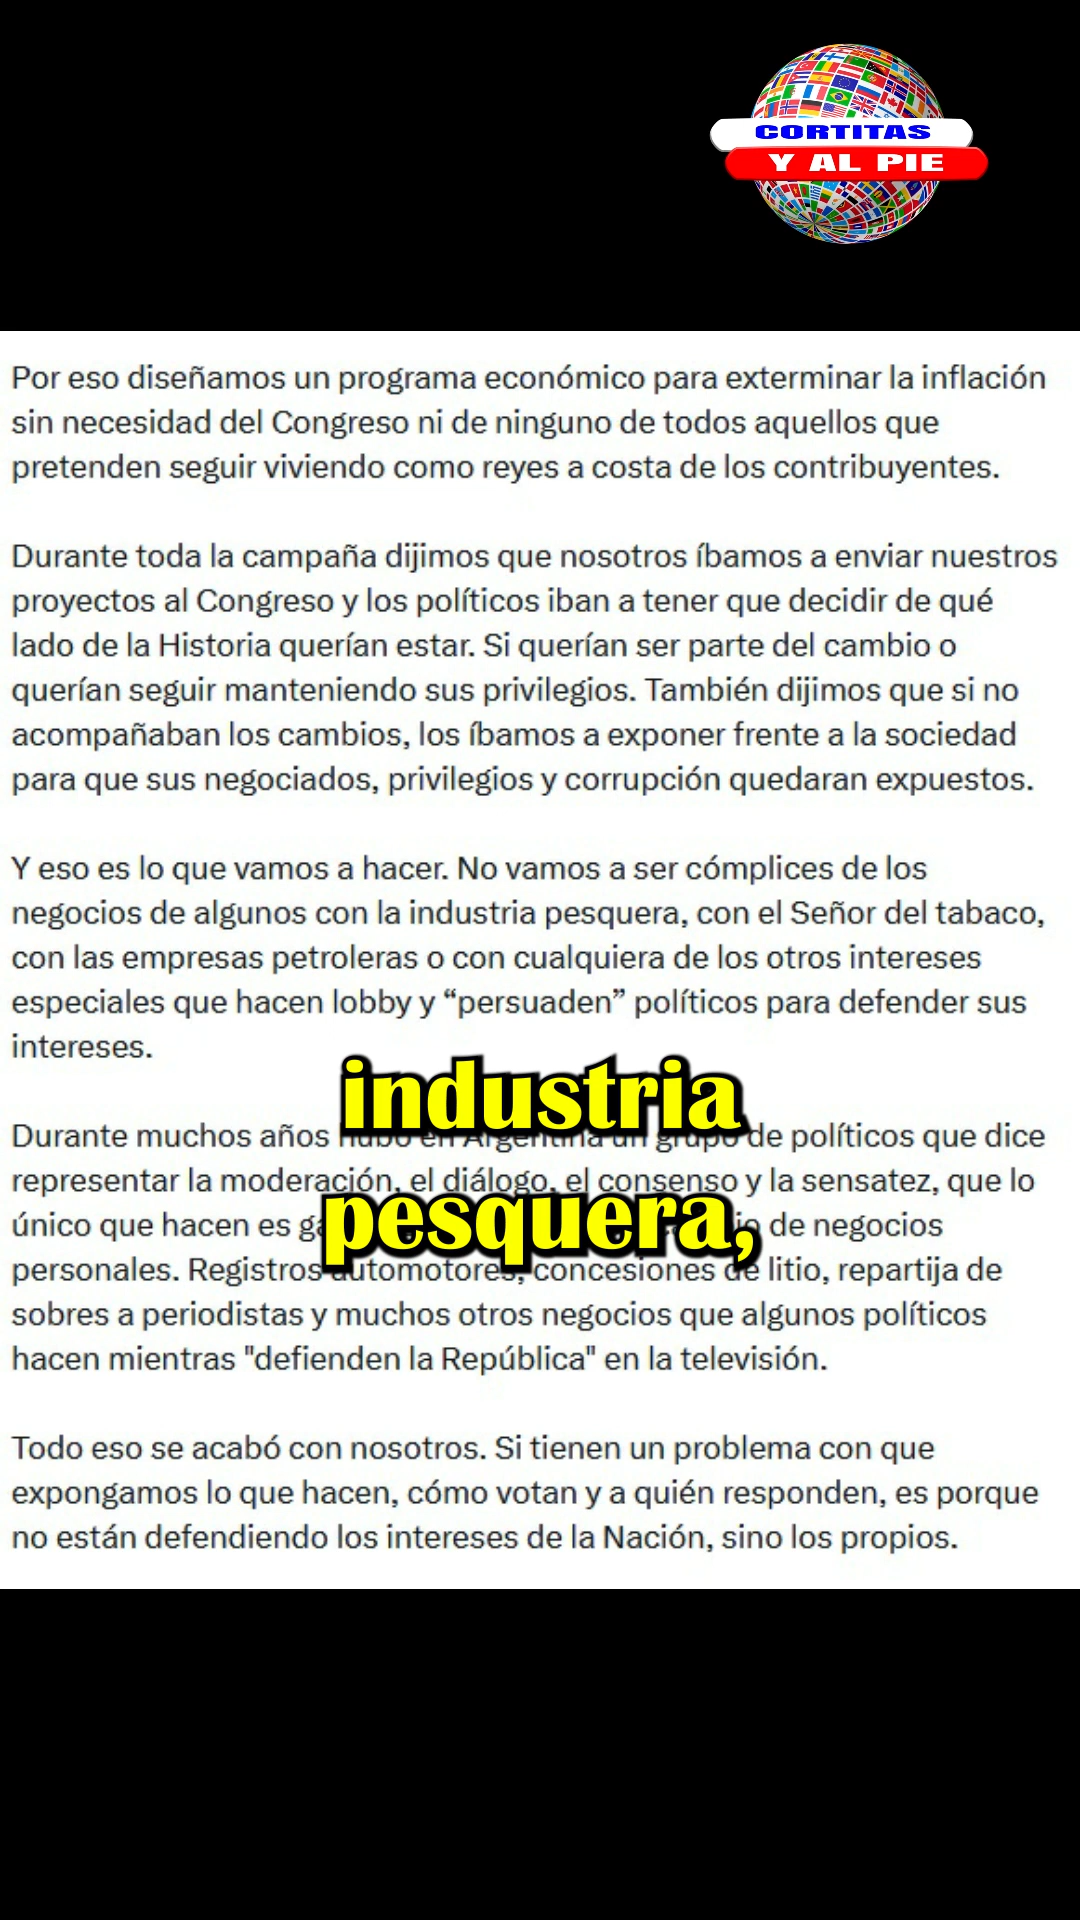 CORTITAS
Y AL PIE
Por eso diseñamos un programa económico para exterminar la inflación
sin necesidad del Congreso ni de ninguno de todos aquellos que
pretenden seguir viviendo como reyes a costa de los contribuyentes.
Durante toda la campaña dijimos que nosotros íbamos a enviar nuestros
proyectos al Congreso y los políticos iban a tener que decidir de qué
lado de la Historia querían estar. Si querían ser parte del cambio o
querían seguir manteniendo sus privilegios. También dijimos que si no
acompañaban los cambios, los íbamos a exponer frente a la sociedad
para que sus negociados, privilegios y corrupción quedaran expuestos.
Y eso es lo que vamos a hacer. No vamos a ser cómplices de los
negocios de algunos con la industria pesquera, con el Señor del tabaco,
con las empresas petroleras o con cualquiera de los otros intereses
especiales que hacen lobby y “persuaden” políticos para defender sus
intereses.
industria
Durante muchos años hubo en Argentina un grupo de políticos que dice
representar la moderación, el diálogo, el consenso y la sensatez, que lo
pesquera,
único que hacen es de negocios
personales. Registros automotores, concesiones de litio, repartija de
sobres a periodistas y muchos otros negocios que algunos políticos
hacen mientras "defienden la República" en la televisión.
Todo eso se acabó con nosotros. Si tienen un problema con que
expongamos lo que hacen, cómo votan y a quién responden, es porque
no están defendiendo los intereses de la Nación, sino los propios.